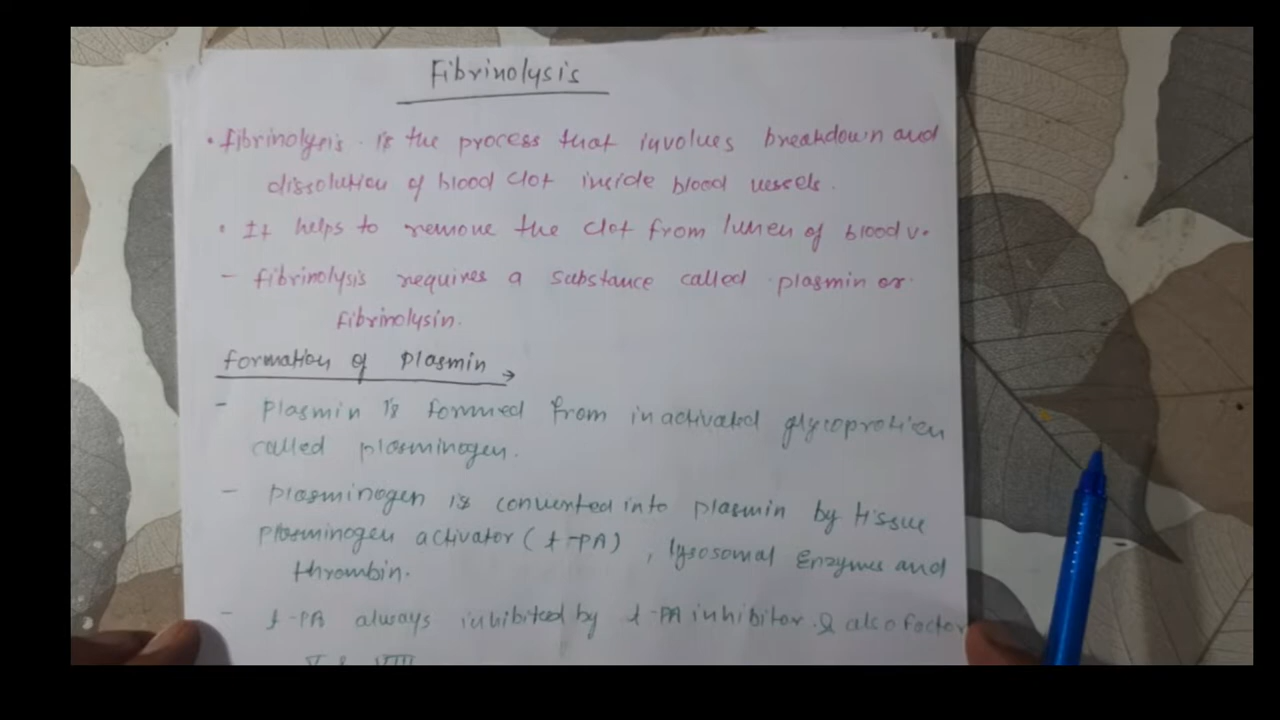 Fibrinolysis
• fibrinolysis is the process that involves breakdown and
dissolution of blood clot inside blood vessels.
• It helps to remove the clot from lumen of blood v.
- fibrinolysis requires a substance called plasmin or
fibrinolysin.
formation of Plasmin →
- Plasmin is formed from inactivated glycoprotien
called plasminogen.
- Plasminogen is converted into plasmin by tissue
plasminogen activator (t-PA), lysosomal Enzymes and
thrombin.
- t-PA always inhibited by t-PA inhibitor & also factor